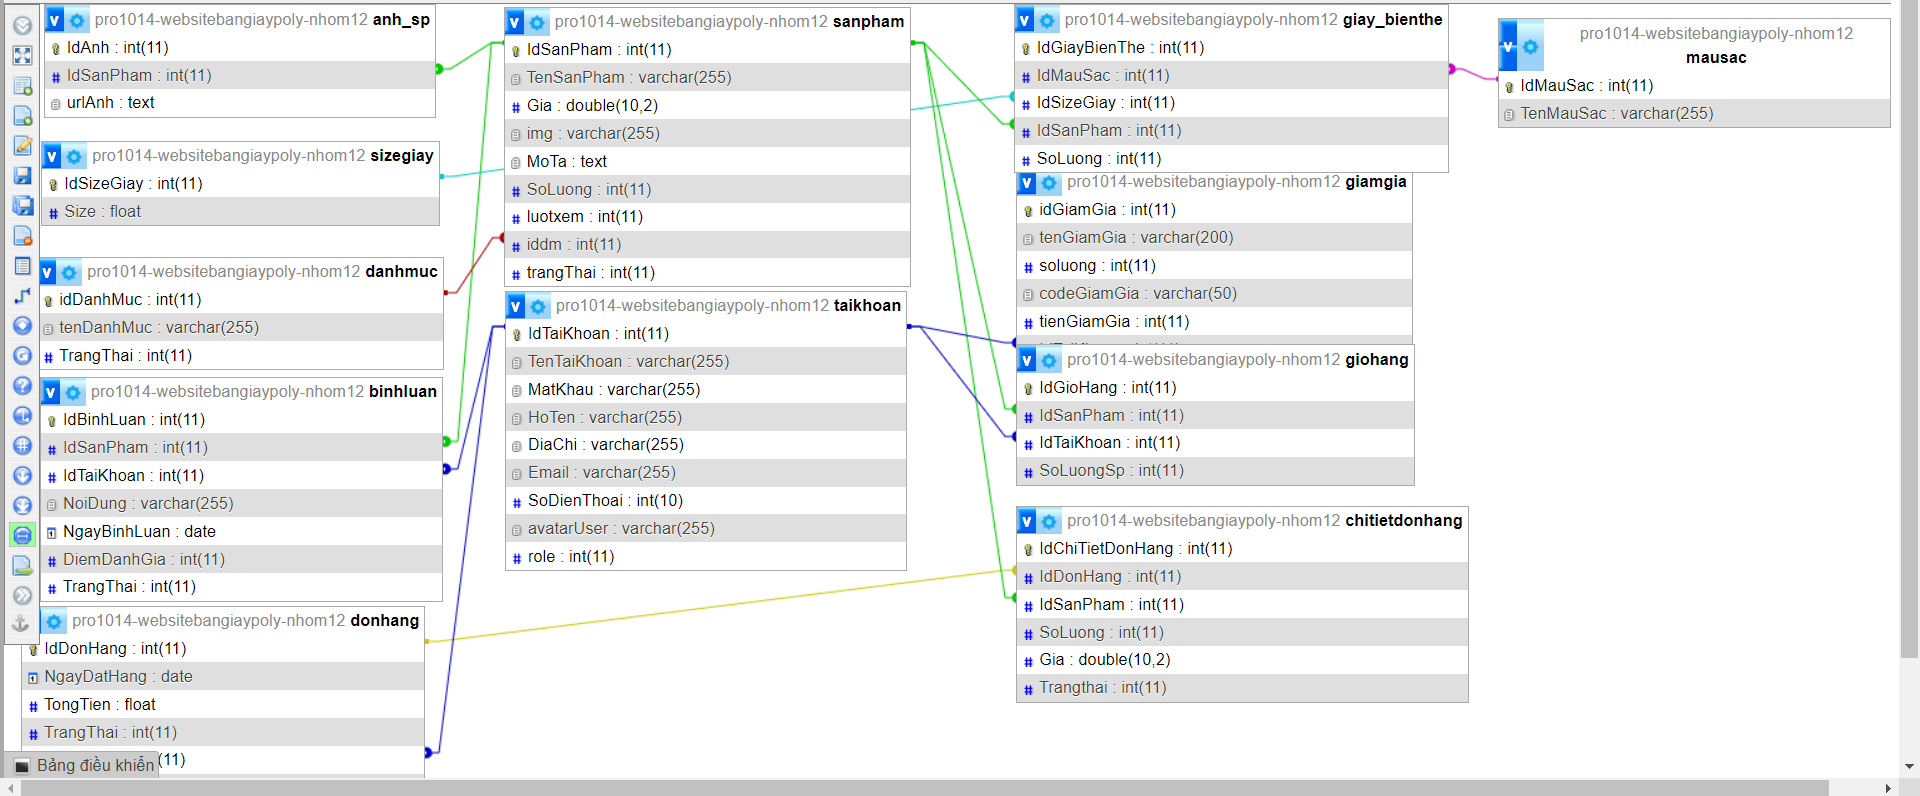 pro1014-websitebangiaypoly-nhom12 anh_sp
IdAnh : int(11)
IdSanPham : int(11)
urlAnh : text
pro1014-websitebangiaypoly-nhom12 sizegiay
IdSizeGiay : int(11)
Size : float
pro1014-websitebangiaypoly-nhom12 danhmuc
idDanhMuc : int(11)
tenDanhMuc : varchar(255)
TrangThai : int(11)
pro1014-websitebangiaypoly-nhom12 binhluan
IdBinhLuan : int(11)
IdSanPham : int(11)
IdTaiKhoan : int(11)
NoiDung : varchar(255)
NgayBinhLuan : date
DiemDanhGia : int(11)
TrangThai : int(11)
pro1014-websitebangiaypoly-nhom12 donhang
IdDonHang : int(11)
NgayDatHang : date
TongTien : float
TrangThai : int(11)
(11)
Bảng điều khiển
pro1014-websitebangiaypoly-nhom12 sanpham
IdSanPham : int(11)
TenSanPham : varchar(255)
Gia : double(10,2)
img : varchar(255)
MoTa : text
SoLuong : int(11)
luotxem : int(11)
iddm : int(11)
trangThai : int(11)
pro1014-websitebangiaypoly-nhom12 taikhoan
IdTaiKhoan : int(11)
TenTaiKhoan : varchar(255)
MatKhau : varchar(255)
HoTen : varchar(255)
DiaChi : varchar(255)
Email : varchar(255)
SoDienThoai : int(10)
avatarUser : varchar(255)
role : int(11)
pro1014-websitebangiaypoly-nhom12 giay_bienthe
IdGiayBienThe : int(11)
IdMauSac : int(11)
IdSizeGiay : int(11)
IdSanPham : int(11)
SoLuong : int(11)
pro1014-websitebangiaypoly-nhom12 giamgia
idGiamGia : int(11)
tenGiamGia : varchar(200)
soluong : int(11)
codeGiamGia : varchar(50)
tienGiamGia : int(11)
pro1014-websitebangiaypoly-nhom12 giohang
IdGioHang : int(11)
IdSanPham : int(11)
IdTaiKhoan : int(11)
SoLuongSp : int(11)
pro1014-websitebangiaypoly-nhom12 chitietdonhang
IdChiTietDonHang : int(11)
IdDonHang : int(11)
IdSanPham : int(11)
SoLuong : int(11)
Gia : double(10,2)
Trangthai : int(11)
pro1014-websitebangiaypoly-nhom12
mausac
IdMauSac : int(11)
TenMauSac : varchar(255)